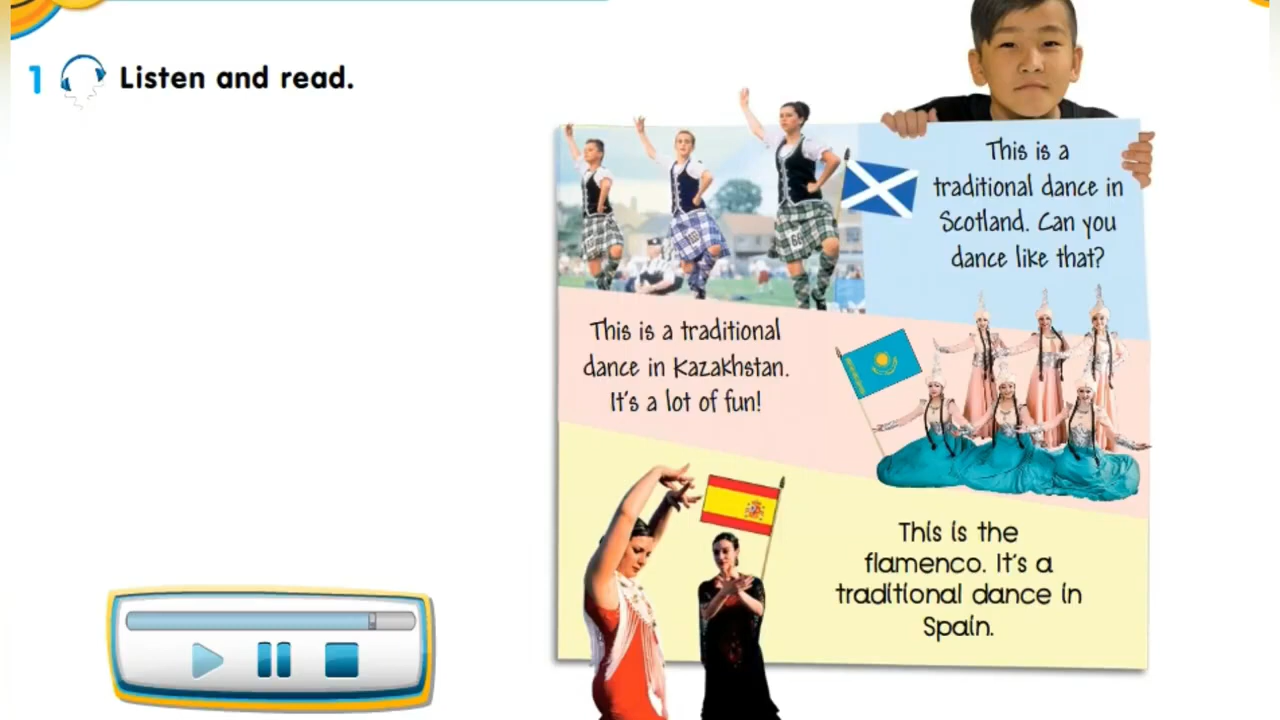 1 Listen and read.
This is a
traditional dance in
Scotland. Can you
dance like that?
This is a traditional
dance in Kazakhstan.
It's a lot of fun!
This is the
flamenco. It's a
traditional dance in
Spain.